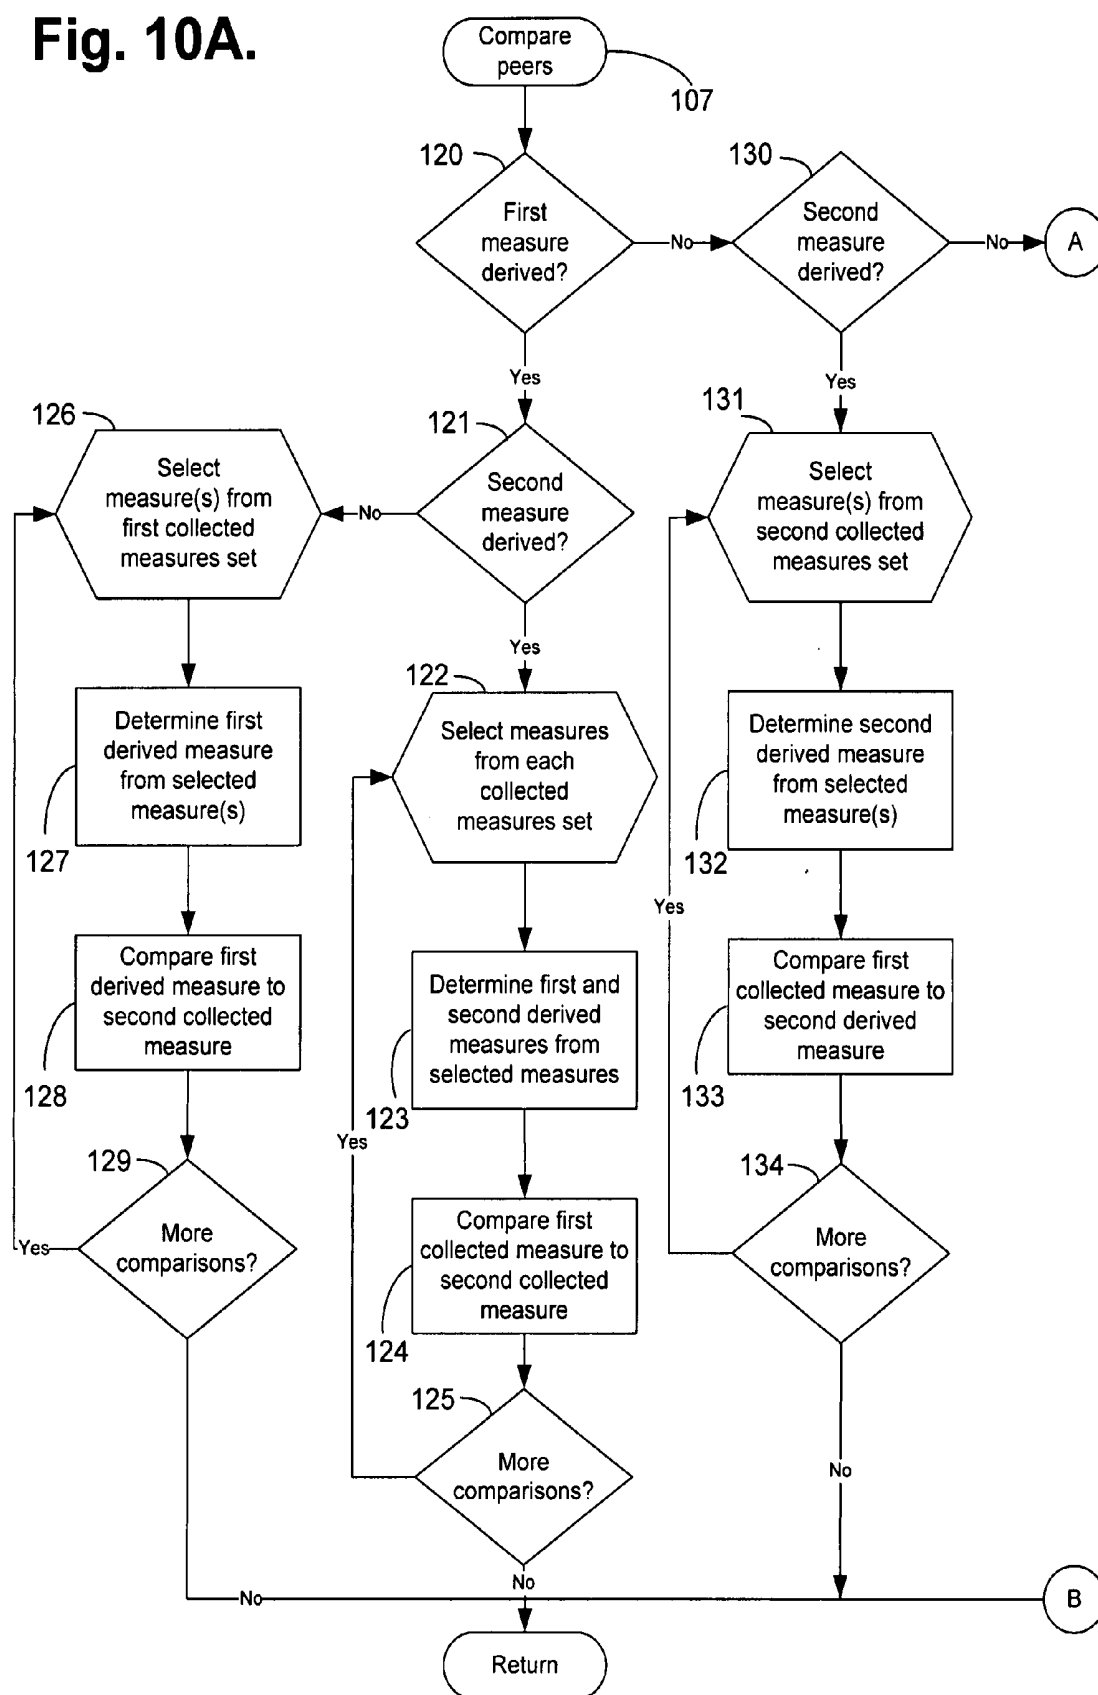 Fig. 10A.
Compare
peers
107
120
First
measure
derived?
No
130
Second
measure
derived?
No
A
Yes
Yes
126
Select
measure(s) from
first collected
measures set
No
121
Second
measure
derived?
131
Select
measure(s) from
second collected
measures set
Yes
122
Select measures
from each
collected
measures set
Determine first
derived measure
from selected
measure(s)
127
Determine second
derived measure
from selected
measure(s)
132
Yes
Compare first
derived measure to
second collected
measure
128
Determine first and
second derived
measures from
selected measures
123
Compare first
collected measure to
second derived
measure
133
Yes
129
More
comparisons?
Yes
Compare first
collected measure to
second collected
measure
124
134
More
comparisons?
125
More
comparisons?
No
No
No
B
Return